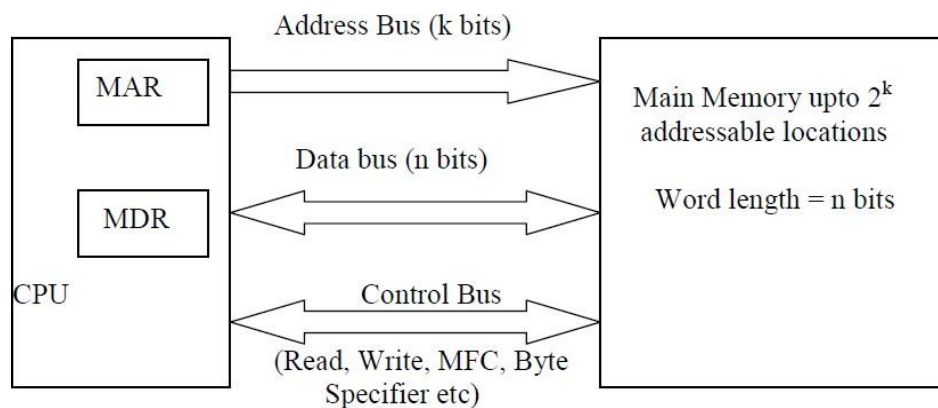 Address Bus (k bits)
MAR
Main Memory upto 2^k
addressable locations
Data bus (n bits)
Word length = n bits
MDR
CPU
Control Bus
(Read, Write, MFC, Byte
Specifier etc)